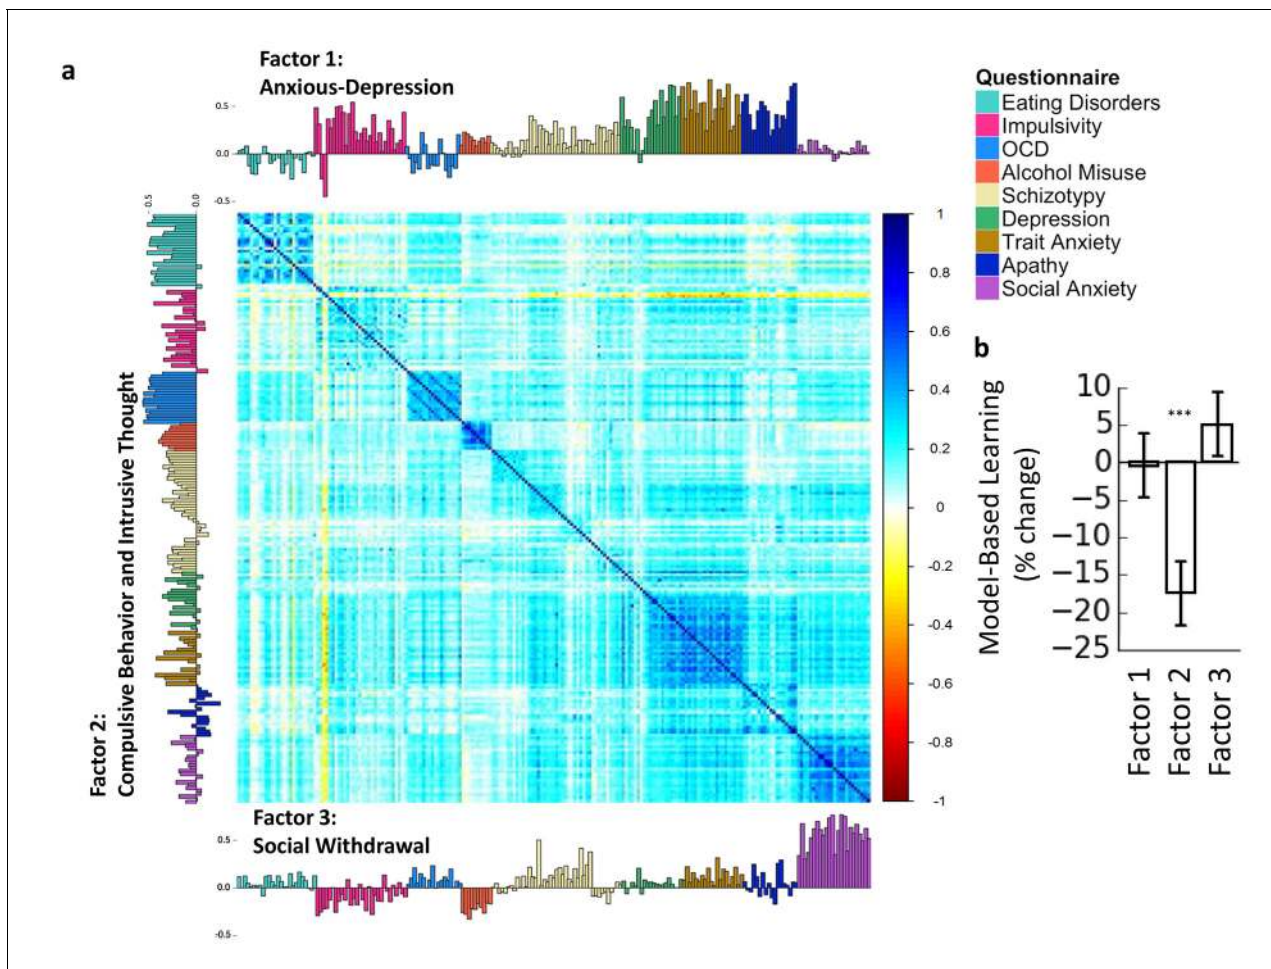 a
Factor 1:
Anxious-Depression
0.5
0.0
-0.5
0.5
0.0
Factor 2:
Compulsive Behavior and Intrusive Thought
1
0.8
0.6
0.4
0.2
0
-0.2
-0.4
-0.6
-0.8
-1
Factor 3:
Social Withdrawal
0.5
0.0
-0.5
Questionnaire
Eating Disorders
Impulsivity
OCD
Alcohol Misuse
Schizotypy
Depression
Trait Anxiety
Apathy
Social Anxiety
b
Model-Based Learning
(% change)
10
5
0
−5
−10
−15
−20
−25
***
Factor 1
Factor 2
Factor 3